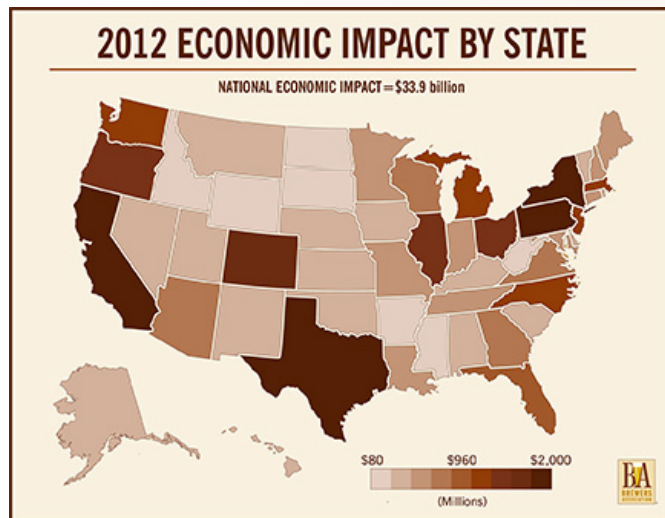 2012 ECONOMIC IMPACT BY STATE
NATIONAL ECONOMIC IMPACT = $33.9 billion
$80 $960 $2,000
(Millions)
BA
BREWERS
ASSOCIATION